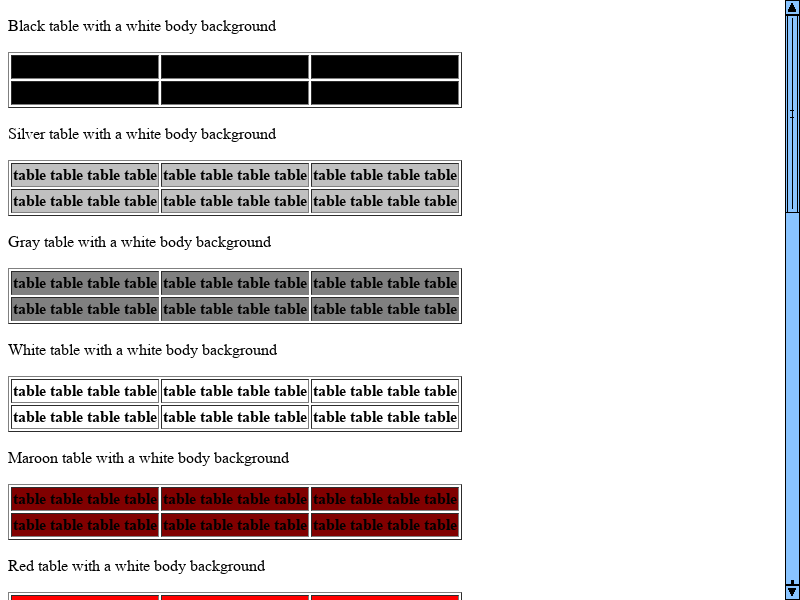 Black table with a white body background
Silver table with a white body background
table table table table table table table table table table table table
table table table table table table table table table table table table
Gray table with a white body background
table table table table table table table table table table table table
table table table table table table table table table table table table
White table with a white body background
table table table table table table table table table table table table
table table table table table table table table table table table table
Maroon table with a white body background
table table table table table table table table table table table table
table table table table table table table table table table table table
Red table with a white body background